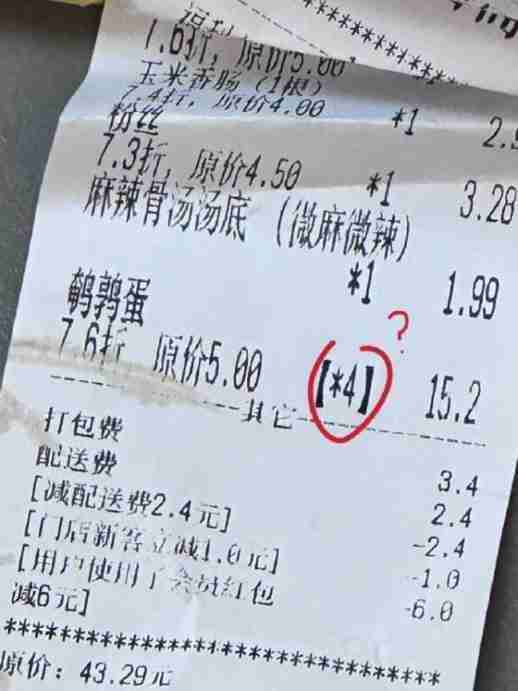 1.6折, 原价5.00
玉米香肠 (1根)
7.4折, 原价4.00 *1 2.9
粉丝
7.3折, 原价4.50 *1 3.28
麻辣骨汤汤底 (微麻微辣)
*1 1.99
鹌鹑蛋
?
7.6折 原价5.00 【*4】 15.2
--------------------其它--------------------
打包费 3.4
配送费 2.4
[减配送费2.4元] -2.4
[门店新客立减1.0元] -1.0
[用户使用了会员红包 -6.0
减6元]
********************************
原价: 43.29元